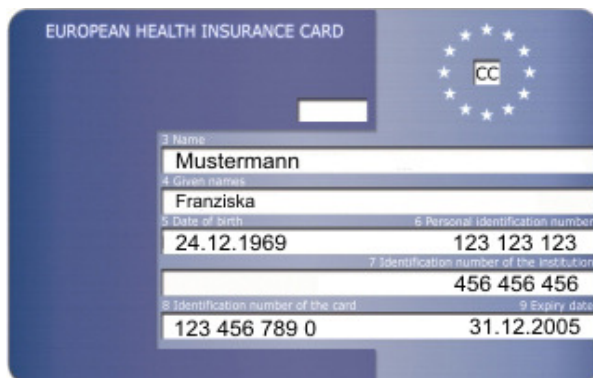 EUROPEAN HEALTH INSURANCE CARD
CC
3 Name
Mustermann
4 Given names
Franziska
5 Date of birth 6 Personal identification number
24.12.1969 123 123 123
7 Identification number of the institution
456 456 456
8 Identification number of the card 9 Expiry date
123 456 789 0 31.12.2005